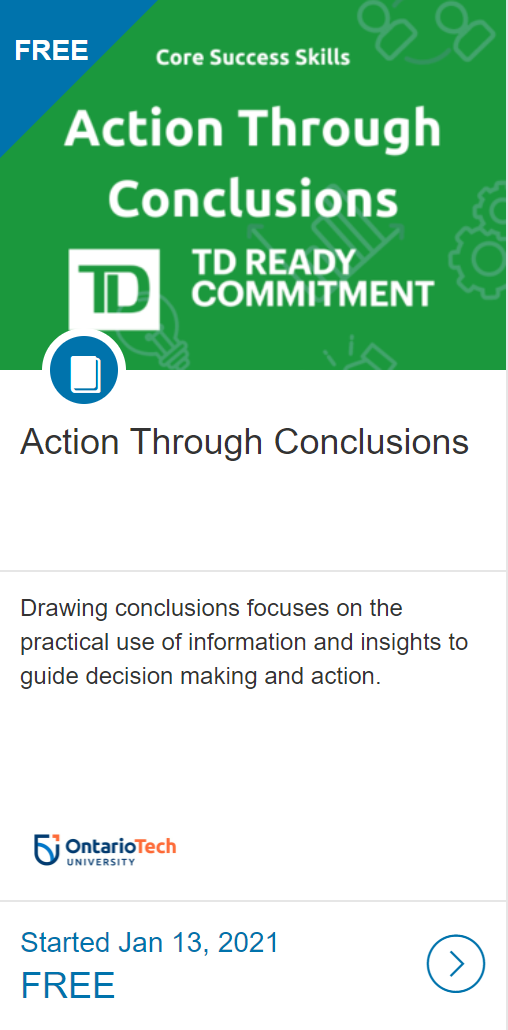 FREE
Core Success Skills
Action Through
Conclusions
TD
TD READY
COMMITMENT
Action Through Conclusions
Drawing conclusions focuses on the
practical use of information and insights to
guide decision making and action.
OntarioTech
UNIVERSITY
Started Jan 13, 2021
FREE